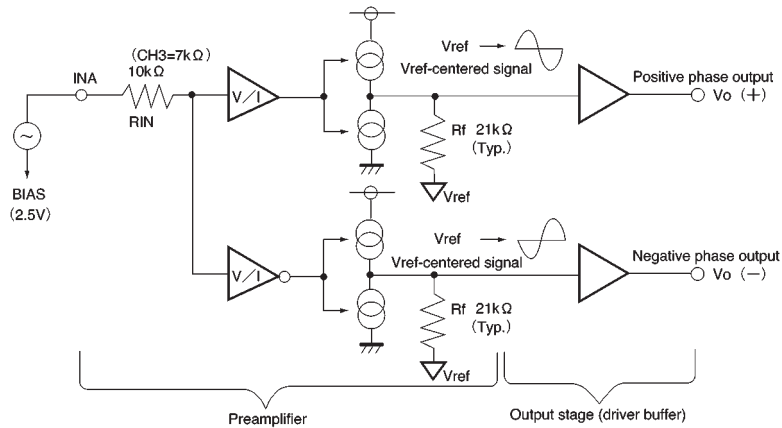 (CH3=7kΩ)
10kΩ
INA
RIN
BIAS
(2.5V)
V/I
Vref
Vref-centered signal
Rf 21kΩ
(Typ.)
Vref
Positive phase output
Vo (+)
V/I
Vref
Vref-centered signal
Rf 21kΩ
(Typ.)
Vref
Negative phase output
Vo (−)
Preamplifier
Output stage (driver buffer)